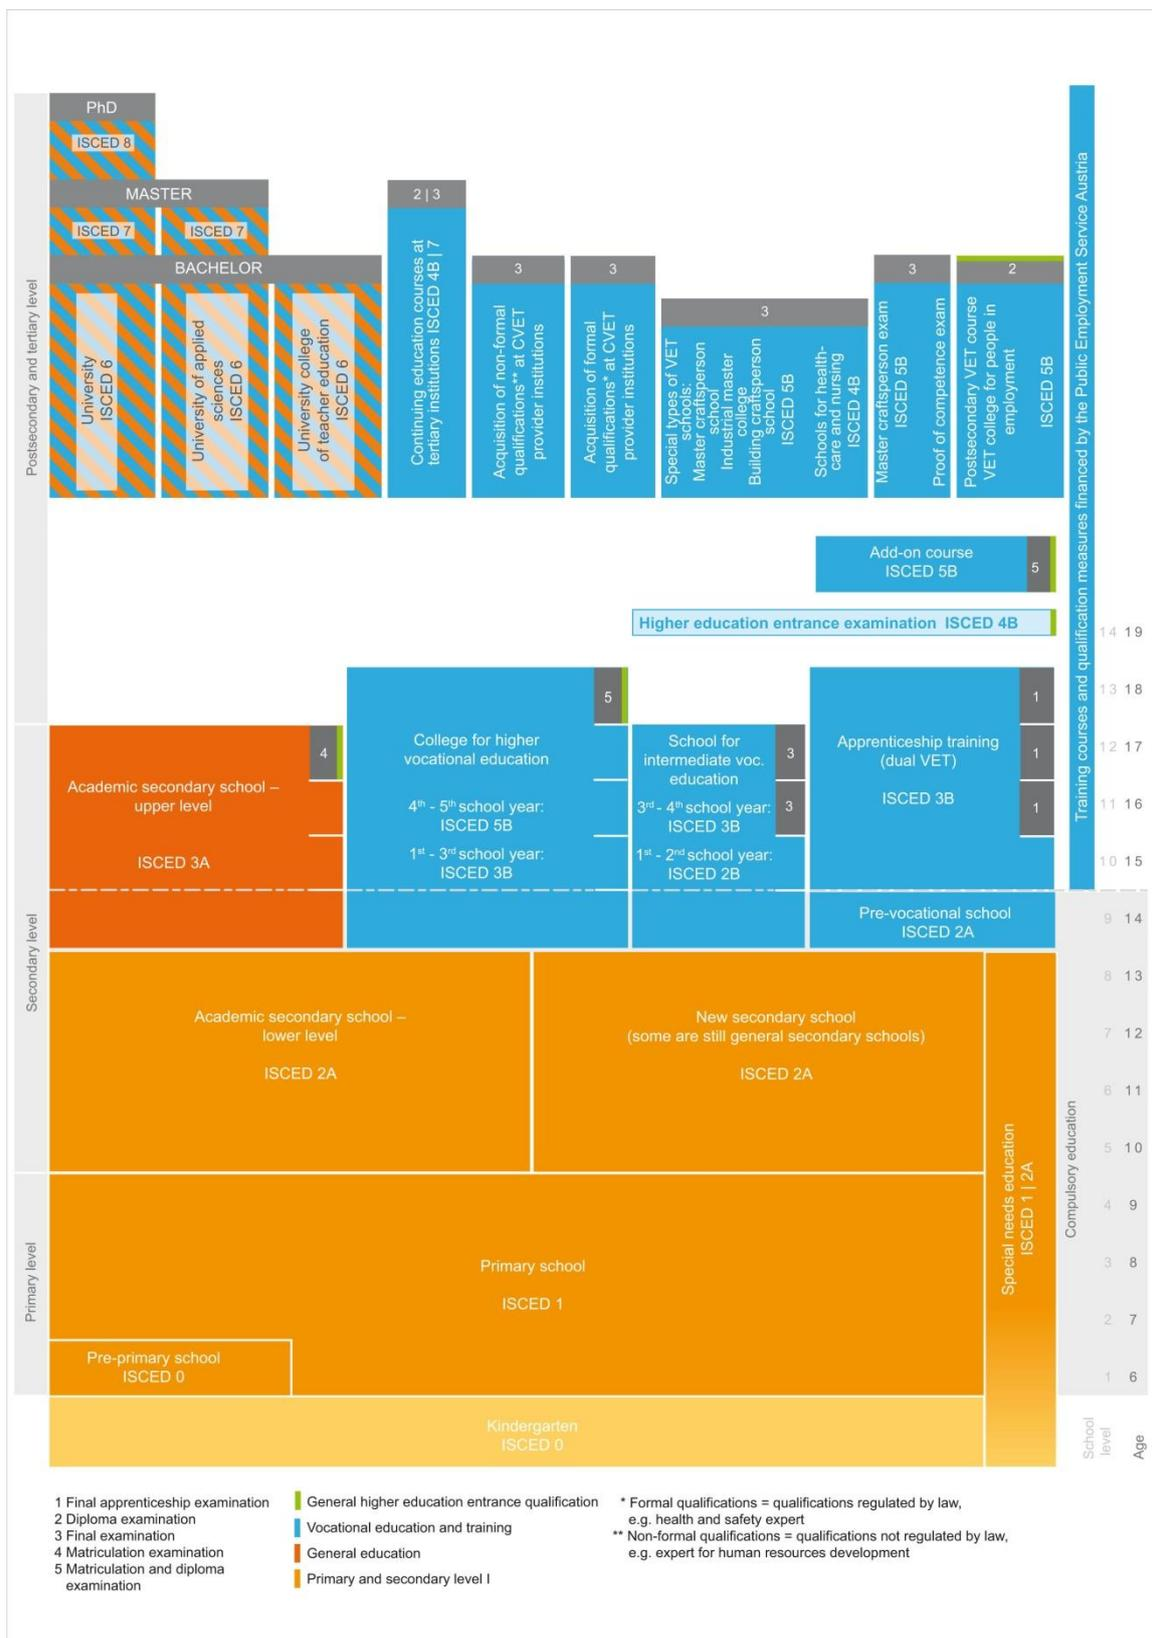 PhD
ISCED 8
MASTER
ISCED 7
ISCED 7
BACHELOR
University
ISCED 6
University of applied
sciences
ISCED 6
University college
of teacher education
ISCED 6
2 | 3
Continuing education courses at
tertiary institutions ISCED 4B | 7
3
Acquisition of non-formal
qualifications** at CVET
provider institutions
3
Acquisition of formal
qualifications* at CVET
provider institutions
3
Special types of VET
schools:
Master craftsperson
school
Industrial master
college
Building craftsperson
school
ISCED 5B
Schools for health-
care and nursing
ISCED 4B
3
Master craftsperson exam
ISCED 5B
Proof of competence exam
2
Postsecondary VET course
VET college for people in
employment
ISCED 5B
Training courses and qualification measures financed by the Public Employment Service Austria
Postsecondary and tertiary level
Add-on course
ISCED 5B
5
Higher education entrance examination ISCED 4B
14 19
13 18
12 17
11 16
10 15
9 14
8 13
7 12
6 11
5 10
4 9
3 8
2 7
1 6
School
level
Age
Compulsory education
Secondary level
Academic secondary school –
upper level
ISCED 3A
4
College for higher
vocational education
4th - 5th school year:
ISCED 5B
1st - 3rd school year:
ISCED 3B
5
School for
intermediate voc.
education
3rd - 4th school year:
ISCED 3B
1st - 2nd school year:
ISCED 2B
3
3
Apprenticeship training
(dual VET)
ISCED 3B
1
1
1
Pre-vocational school
ISCED 2A
Academic secondary school –
lower level
ISCED 2A
New secondary school
(some are still general secondary schools)
ISCED 2A
Special needs education
ISCED 1 | 2A
Primary level
Primary school
ISCED 1
Pre-primary school
ISCED 0
Kindergarten
ISCED 0
1 Final apprenticeship examination
2 Diploma examination
3 Final examination
4 Matriculation examination
5 Matriculation and diploma
examination
General higher education entrance qualification
Vocational education and training
General education
Primary and secondary level I
* Formal qualifications = qualifications regulated by law,
e.g. health and safety expert
** Non-formal qualifications = qualifications not regulated by law,
e.g. expert for human resources development